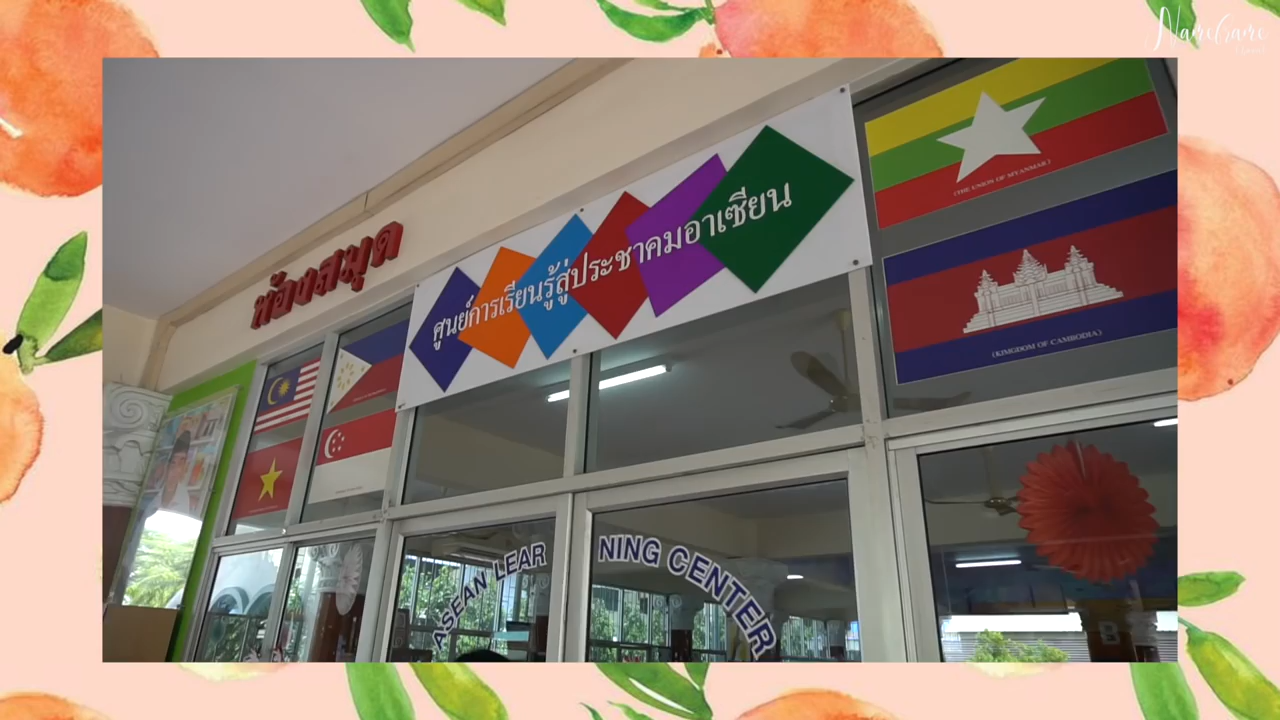 NameFrame
ห้องสมุด
ศูนย์การเรียนรู้สู่ประชาคมอาเซียน
(THE UNION OF MYANMAR)
(KIMGDOM OF CAMBODIA)
ASEAN LEARNING CENTER
B